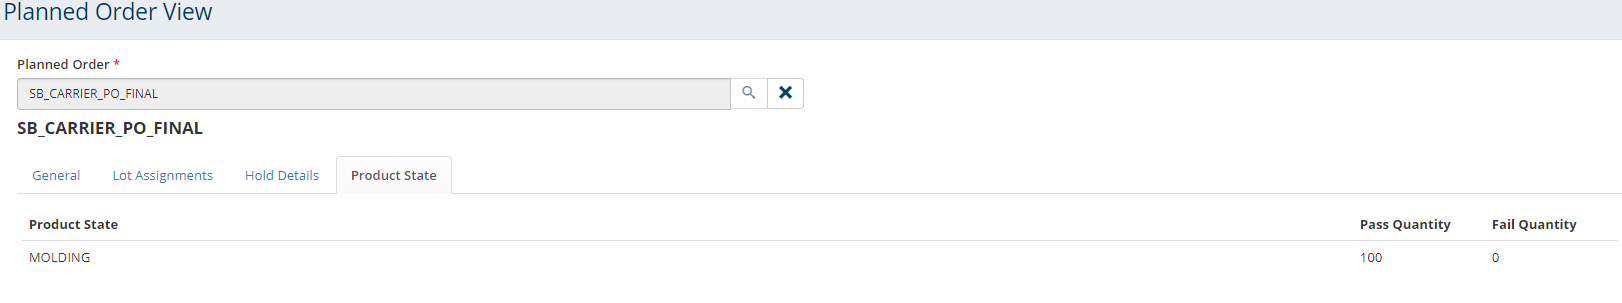 Planned Order View
Planned Order *
SB_CARRIER_PO_FINAL
SB_CARRIER_PO_FINAL
General Lot Assignments Hold Details Product State
Product State Pass Quantity Fail Quantity
MOLDING 100 0